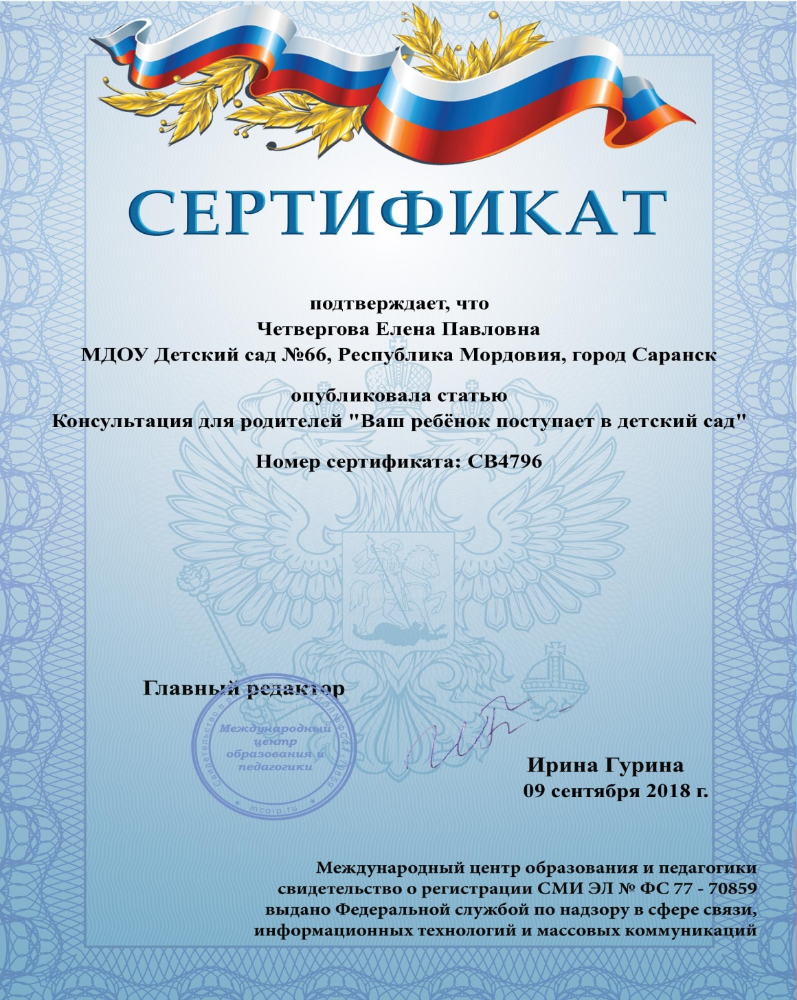 СЕРТИФИКАТ
подтверждает, что
Четвергова Елена Павловна
МДОУ Детский сад №66, Республика Мордовия, город Саранск
опубликовала статью
Консультация для родителей "Ваш ребёнок поступает в детский сад"
Номер сертификата: СВ4796
Главный редактор
Международный
центр
образования и
педагогики
mcoip.ru
Ирина Гурина
09 сентября 2018 г.
Международный центр образования и педагогики
свидетельство о регистрации СМИ ЭЛ № ФС 77 - 70859
выдано Федеральной службой по надзору в сфере связи,
информационных технологий и массовых коммуникаций